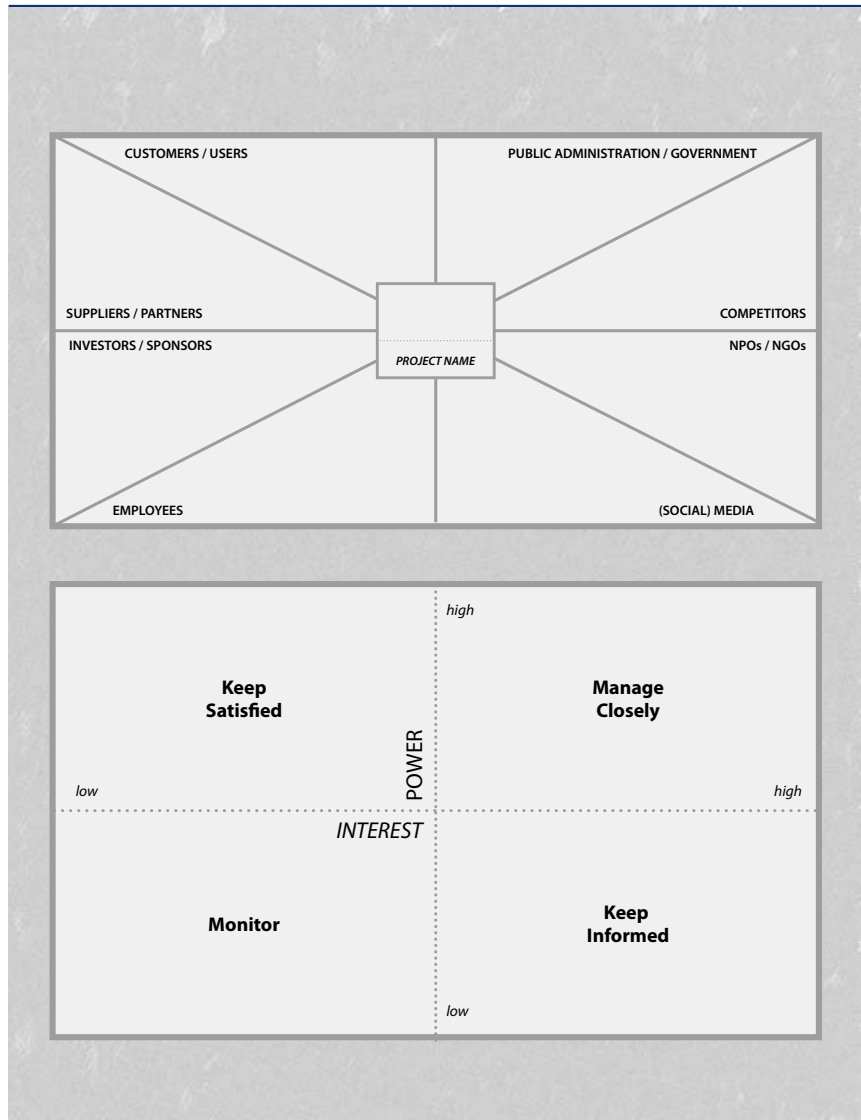 CUSTOMERS / USERS
PUBLIC ADMINISTRATION / GOVERNMENT
SUPPLIERS / PARTNERS
COMPETITORS
INVESTORS / SPONSORS
NPOs / NGOs
PROJECT NAME
EMPLOYEES
(SOCIAL) MEDIA
high
Keep
Satisfied
Manage
Closely
POWER
low
high
INTEREST
Monitor
Keep
Informed
low